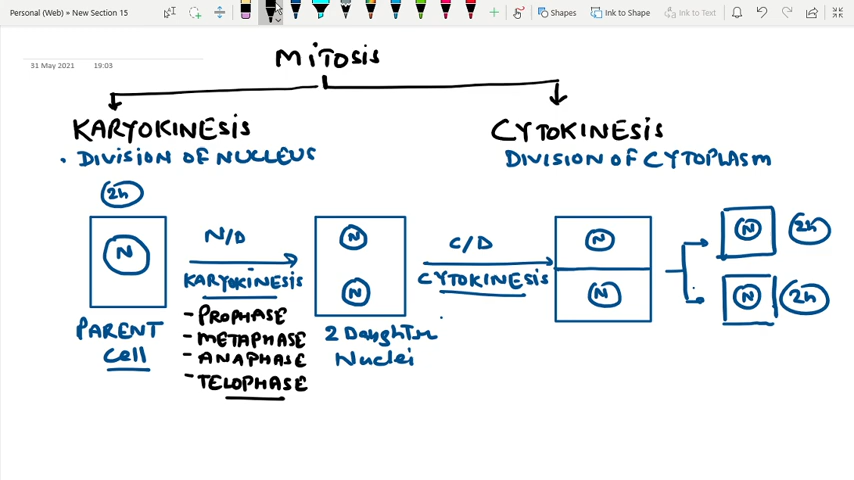 Personal (Web) » New Section 15
Shapes
Ink to Shape
Ink to Text
31 May 2021 19:03
MiTosis
KARYOKINESIS
CYTOKINESIS
. DIVISION OF NUCLEUS
DIVISION OF CYTOPLASM
2n
N
N/D
KARYOKINESIS
- PROPHASE
- METAPHASE
- ANAPHASE
- TELOPHASE
PARENT
Cell
N
N
2 Daughter
Nuclei
C/D
CYTOKINESIS
N
N
N
2n
N
2n